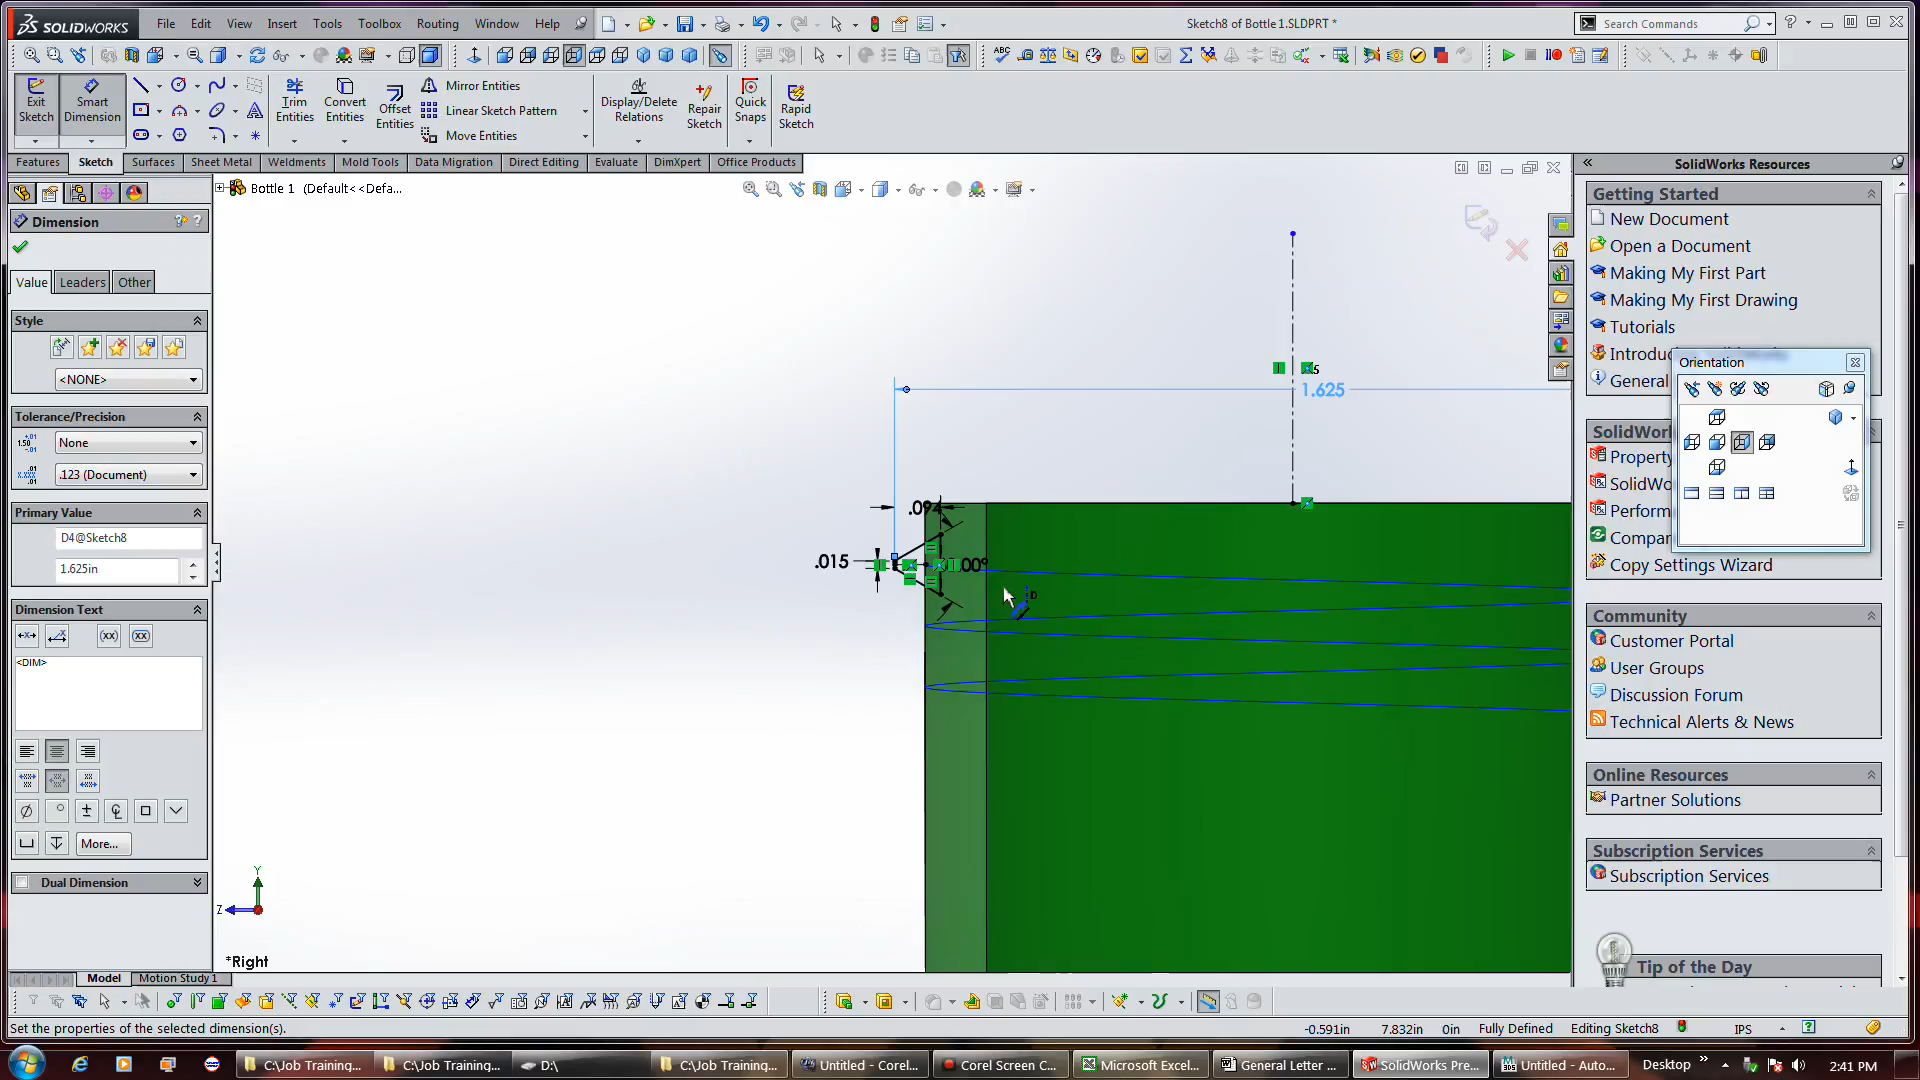 SOLIDWORKS
File Edit View Insert Tools Toolbox Routing Window Help
Sketch8 of Bottle 1.SLDPRT *
Search Commands
Exit Sketch
Smart Dimension
Trim Entities
Convert Entities
Offset Entities
Mirror Entities
Linear Sketch Pattern
Move Entities
Display/Delete Relations
Repair Sketch
Quick Snaps
Rapid Sketch
Features Sketch Surfaces Sheet Metal Weldments Mold Tools Data Migration Direct Editing Evaluate DimXpert Office Products
Bottle 1 (Default<<Defa...
Dimension
Value Leaders Other
Style
<NONE>
Tolerance/Precision
None
.123 (Document)
Primary Value
D4@Sketch8
1.625in
Dimension Text
(xx) (xx)
<DIM>
More...
Dual Dimension
1.625
.094
.015
00°
Y
Z
*Right
SolidWorks Resources
Getting Started
New Document
Open a Document
Making My First Part
Making My First Drawing
Tutorials
Introduc
General
Orientation
SolidWor
Property
SolidWo
Perform
Compar
Copy Settings Wizard
Community
Customer Portal
User Groups
Discussion Forum
Technical Alerts & News
Online Resources
Partner Solutions
Subscription Services
Subscription Services
Tip of the Day
Model Motion Study 1
Set the properties of the selected dimension(s).
-0.591in 7.832in 0in Fully Defined Editing Sketch8 IPS
C:\Job Training... C:\Job Training... D:\ C:\Job Training... Untitled - Corel... Corel Screen C... Microsoft Excel... General Letter ... SolidWorks Pre... Untitled - Auto... Desktop 2:41 PM